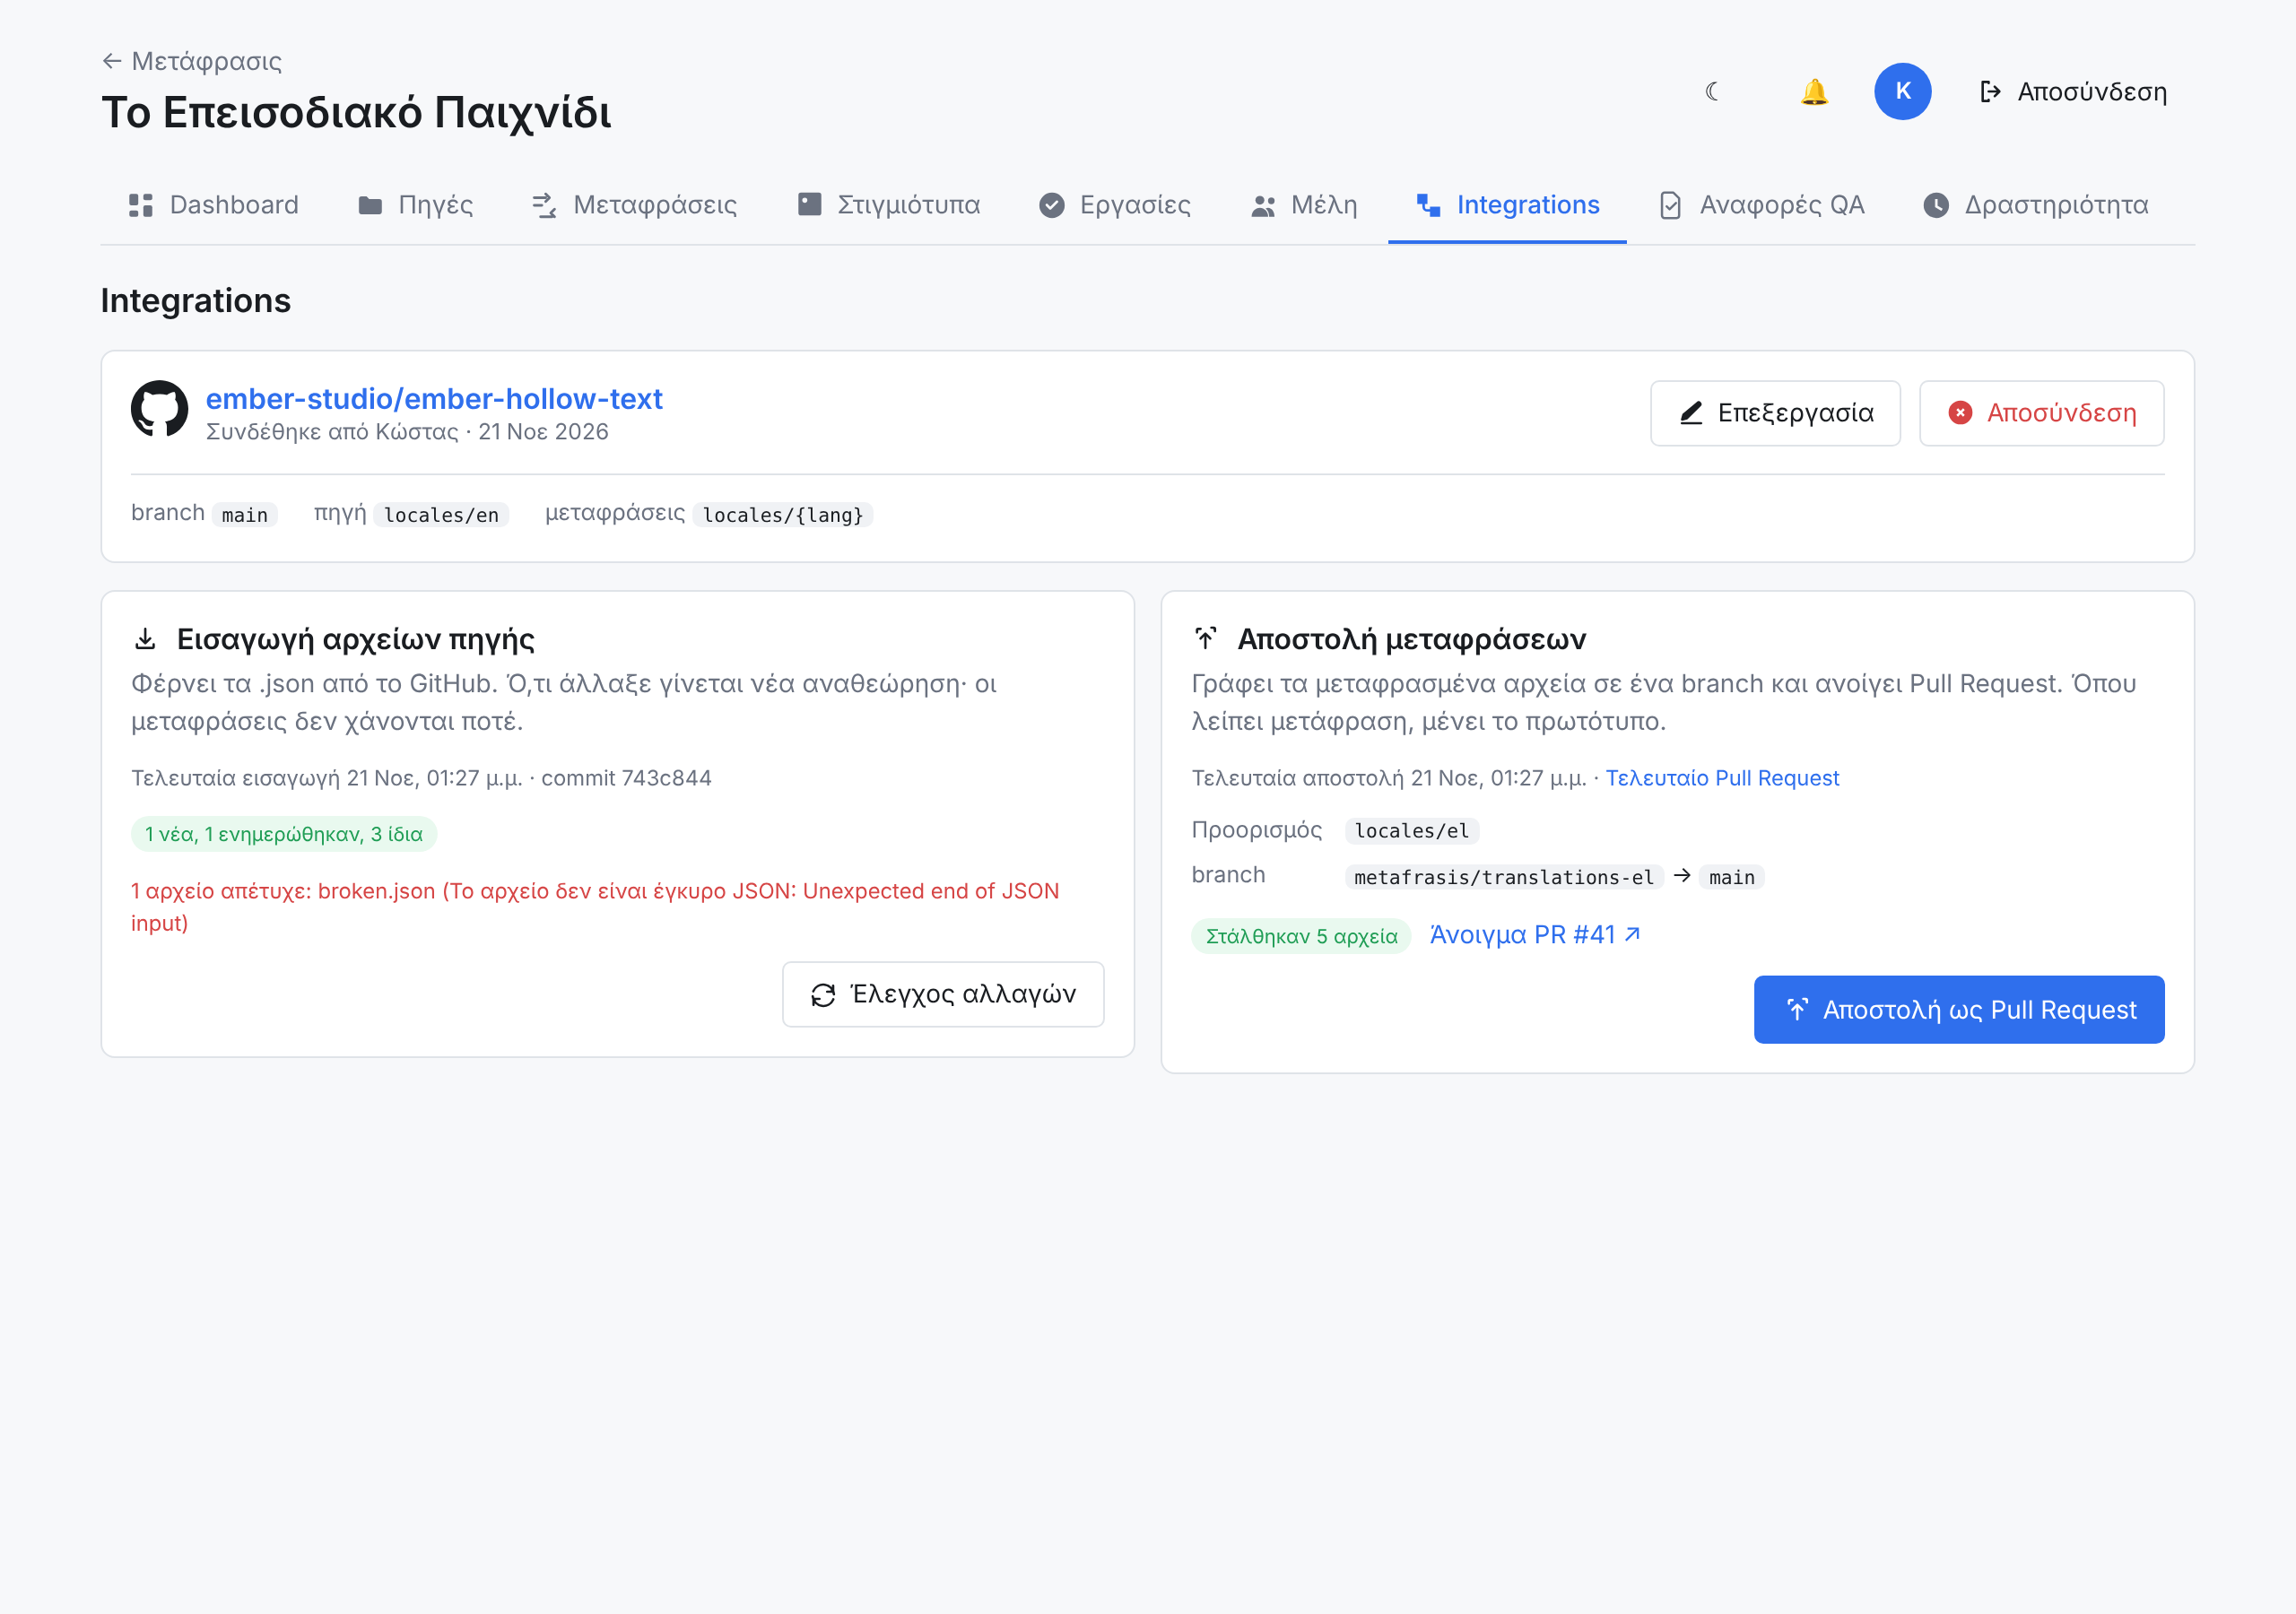 ← Μετάφρασις
Το Επεισοδιακό Παιχνίδι
K
Αποσύνδεση
Dashboard
Πηγές
Μεταφράσεις
Στιγμιότυπα
Εργασίες
Μέλη
Integrations
Αναφορές QA
Δραστηριότητα
Integrations
ember-studio/ember-hollow-text
Συνδέθηκε από Κώστας · 21 Νοε 2026
Επεξεργασία
Αποσύνδεση
branch main πηγή locales/en μεταφράσεις locales/{lang}
Εισαγωγή αρχείων πηγής
Φέρνει τα .json από το GitHub. Ό,τι άλλαξε γίνεται νέα αναθεώρηση· οι
μεταφράσεις δεν χάνονται ποτέ.
Τελευταία εισαγωγή 21 Νοε, 01:27 μ.μ. · commit 743c844
1 νέα, 1 ενημερώθηκαν, 3 ίδια
1 αρχείο απέτυχε: broken.json (Το αρχείο δεν είναι έγκυρο JSON: Unexpected end of JSON
input)
Έλεγχος αλλαγών
Αποστολή μεταφράσεων
Γράφει τα μεταφρασμένα αρχεία σε ένα branch και ανοίγει Pull Request. Όπου
λείπει μετάφραση, μένει το πρωτότυπο.
Τελευταία αποστολή 21 Νοε, 01:27 μ.μ. · Τελευταίο Pull Request
Προορισμός locales/el
branch metafrasis/translations-el → main
Στάλθηκαν 5 αρχεία Άνοιγμα PR #41 ↗
Αποστολή ως Pull Request